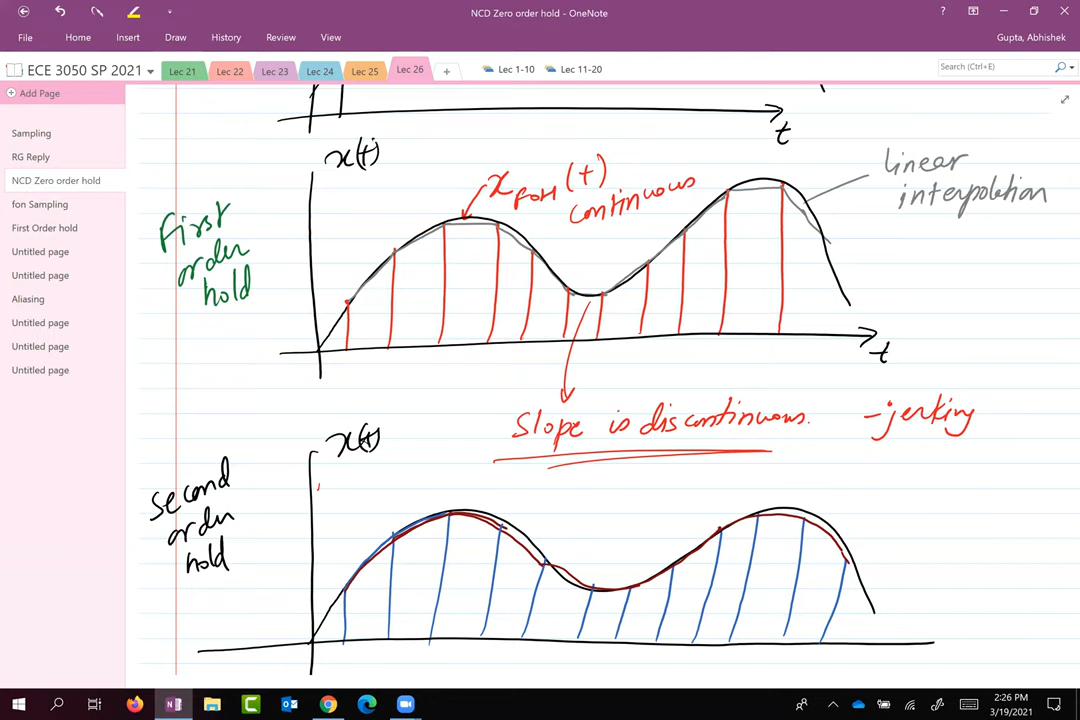 NCD Zero order hold - OneNote
?
File
Home
Insert
Draw
History
Review
View
Gupta, Abhishek
ECE 3050 SP 2021
Lec 21
Lec 22
Lec 23
Lec 24
Lec 25
Lec 26
+
Lec 1-10
Lec 11-20
Search (Ctrl+E)
Add Page
Sampling
RG Reply
NCD Zero order hold
fon Sampling
First Order hold
Untitled page
Untitled page
Aliasing
Untitled page
Untitled page
Untitled page
t
x(t)
First
order
hold
x_FOH(t)
continuous
linear
interpolation
t
Slope is discontinuous.
-jerking
x(t)
Second
order
hold
2:26 PM
3/19/2021